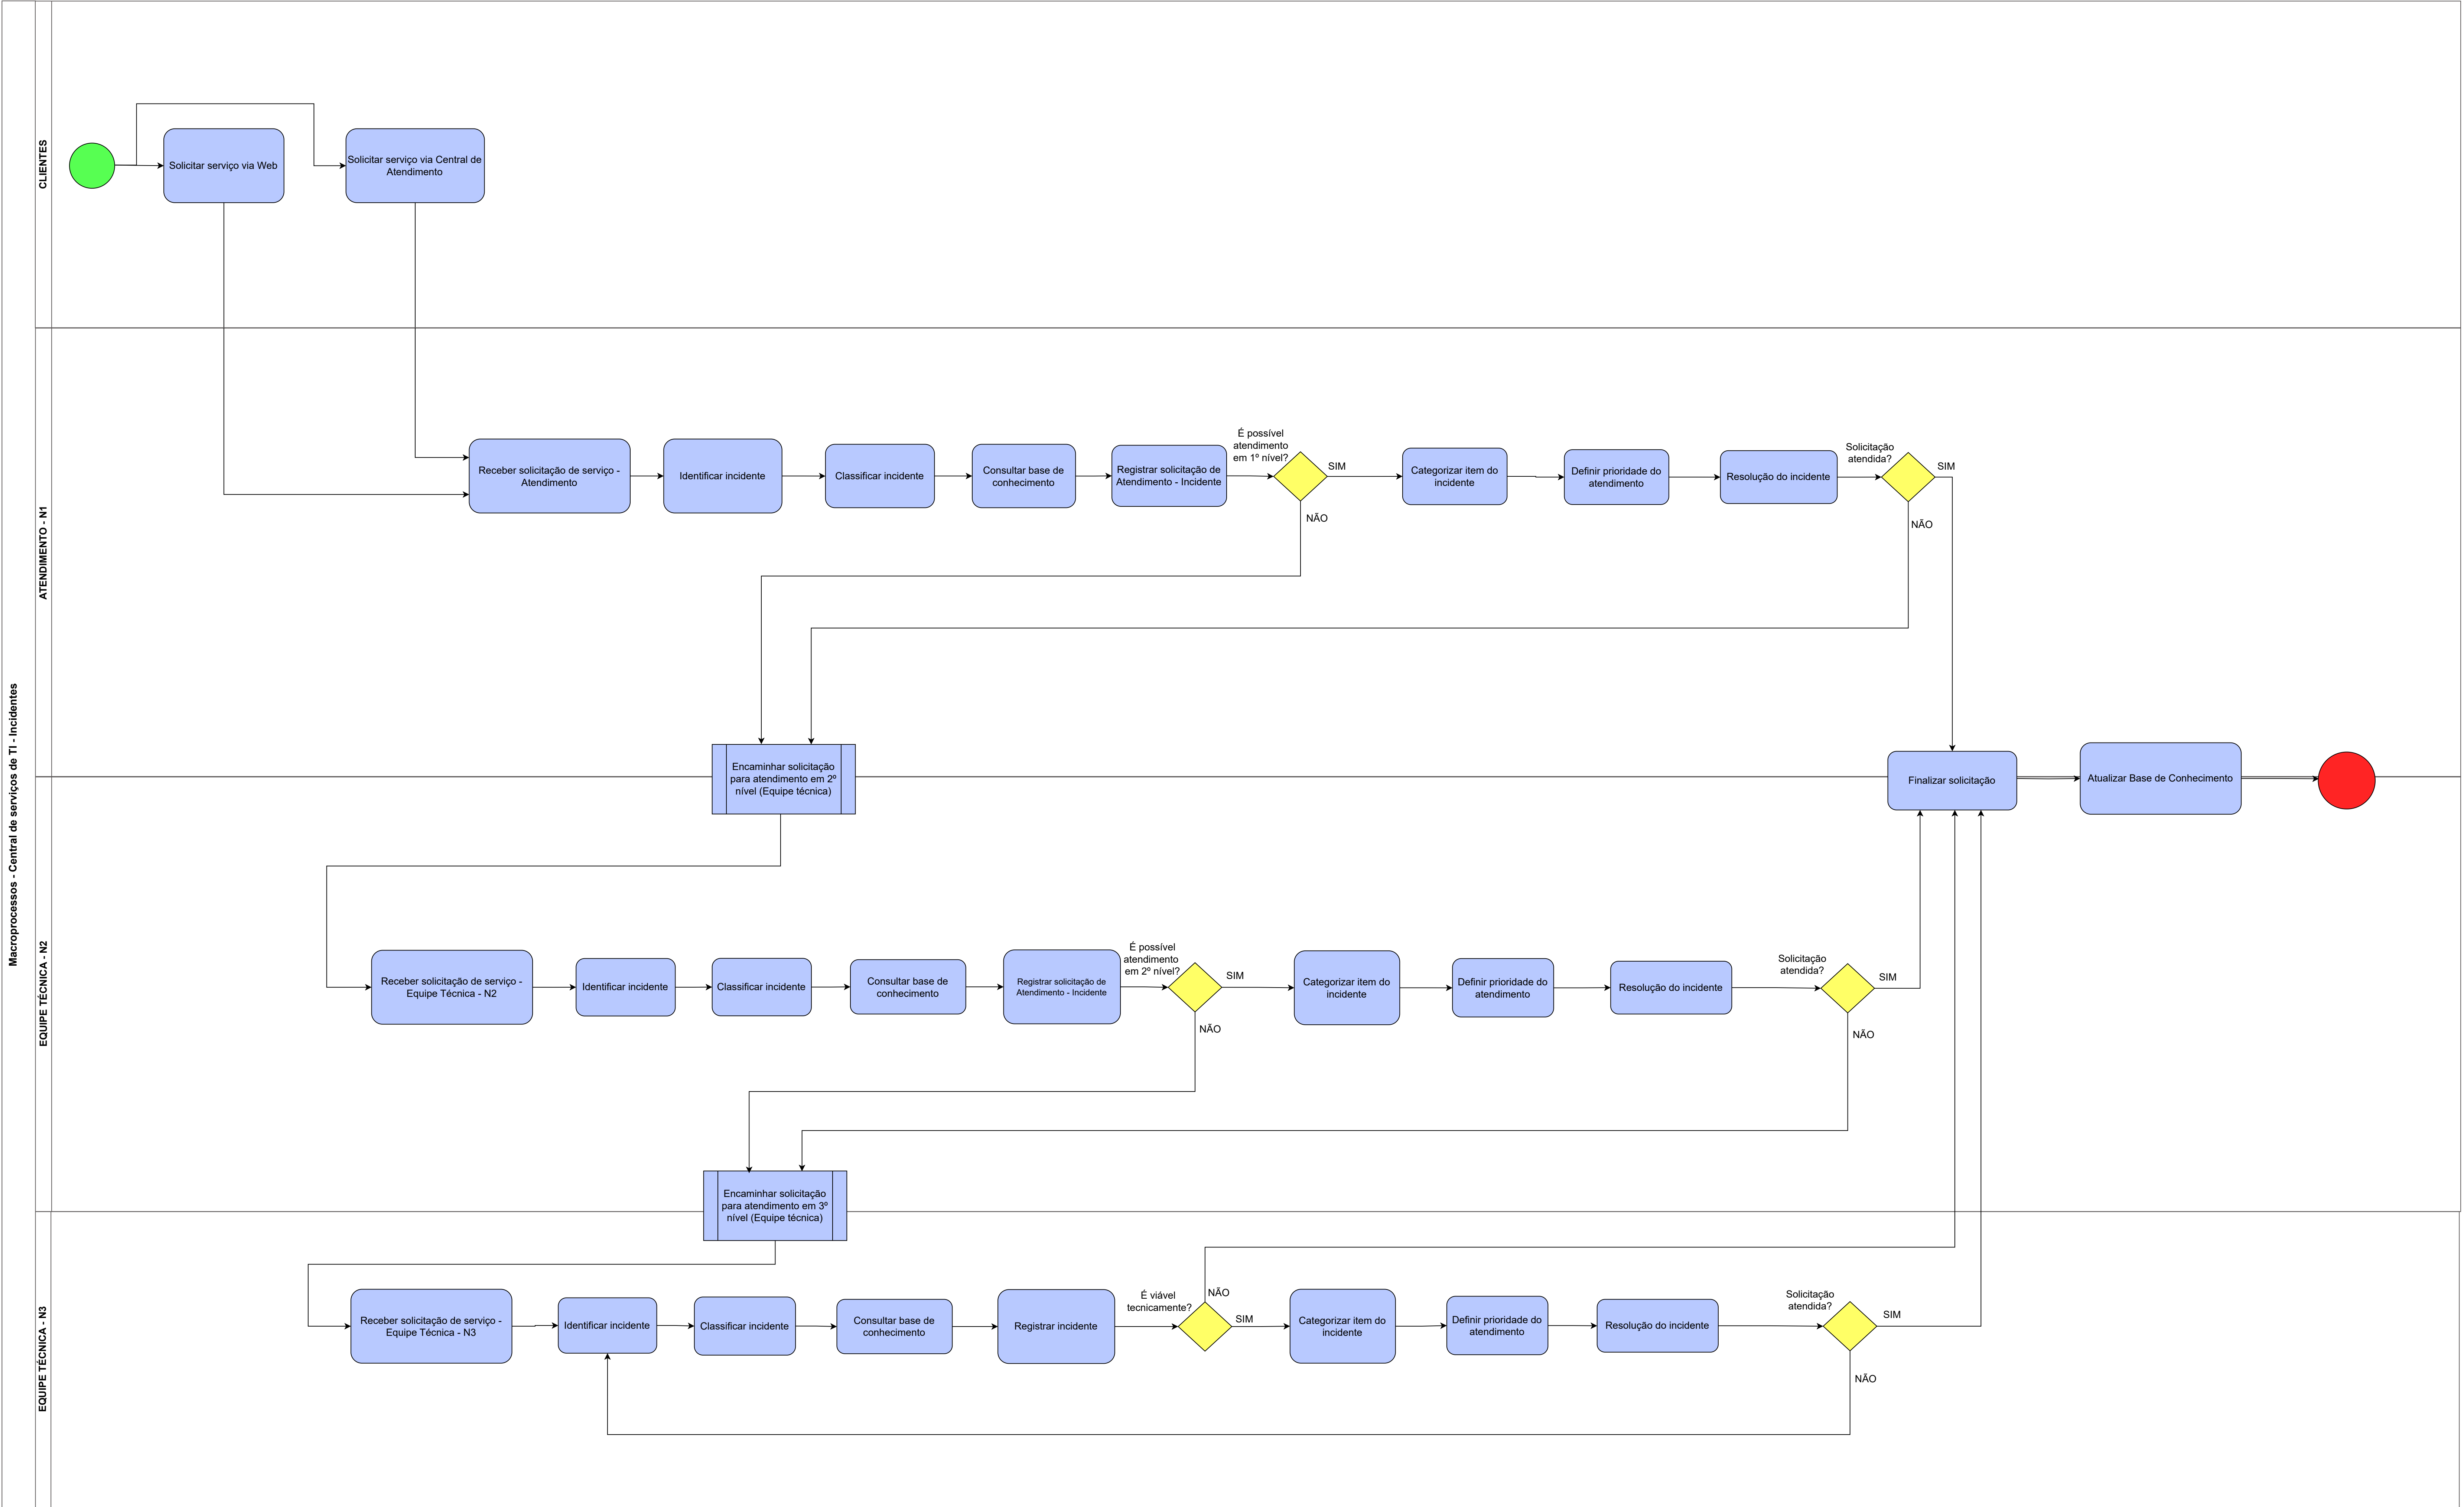 Macroprocessos - Central de serviços de TI - Incidentes
CLIENTES
Solicitar serviço via Web
Solicitar serviço via Central de
Atendimento
ATENDIMENTO - N1
Receber solicitação de serviço -
Atendimento
Identificar incidente
Classificar incidente
Consultar base de
conhecimento
Registrar solicitação de
Atendimento - Incidente
É possível
atendimento
em 1º nível?
SIM
NÃO
Categorizar item do
incidente
Definir prioridade do
atendimento
Resolução do incidente
Solicitação
atendida?
SIM
NÃO
Encaminhar solicitação
para atendimento em 2º
nível (Equipe técnica)
Finalizar solicitação
Atualizar Base de Conhecimento
EQUIPE TÉCNICA - N2
Receber solicitação de serviço -
Equipe Técnica - N2
Identificar incidente
Classificar incidente
Consultar base de
conhecimento
Registrar solicitação de
Atendimento - Incidente
É possível
atendimento
em 2º nível?
SIM
NÃO
Categorizar item do
incidente
Definir prioridade do
atendimento
Resolução do incidente
Solicitação
atendida?
SIM
NÃO
Encaminhar solicitação
para atendimento em 3º
nível (Equipe técnica)
EQUIPE TÉCNICA - N3
Receber solicitação de serviço -
Equipe Técnica - N3
Identificar incidente
Classificar incidente
Consultar base de
conhecimento
Registrar incidente
É viável
tecnicamente?
NÃO
SIM
Categorizar item do
incidente
Definir prioridade do
atendimento
Resolução do incidente
Solicitação
atendida?
SIM
NÃO